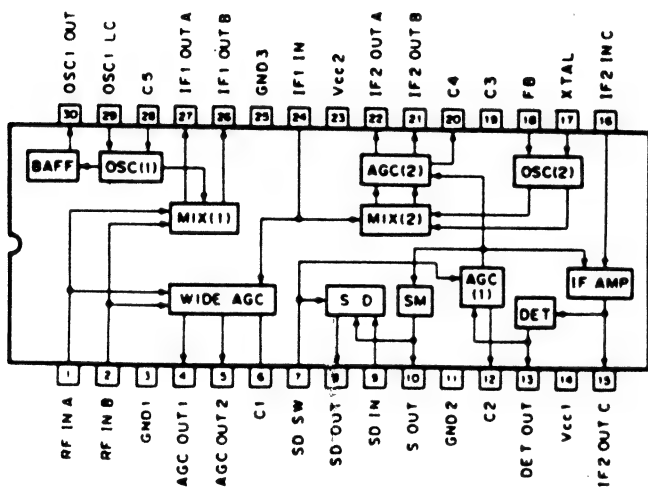 OSC1 OUT
OSC1 LC
C5
IF1 OUT A
IF1 OUT B
GND3
IF1 IN
Vcc2
IF2 OUT A
IF2 OUT B
C4
C3
FB
XTAL
IF2 IN C
30 29 28 27 26 25 24 23 22 21 20 19 18 17 16
BAFF
OSC(1)
AGC(2)
OSC(2)
MIX(1)
MIX(2)
WIDE AGC
S D
SM
AGC
(1)
IF AMP
DET
1 2 3 4 5 6 7 8 9 10 11 12 13 14 15
RF IN A
RF IN B
GND1
AGC OUT1
AGC OUT2
C1
SD SW
SD OUT
SD IN
S OUT
GND2
C2
DET OUT
Vcc1
IF2 OUT C